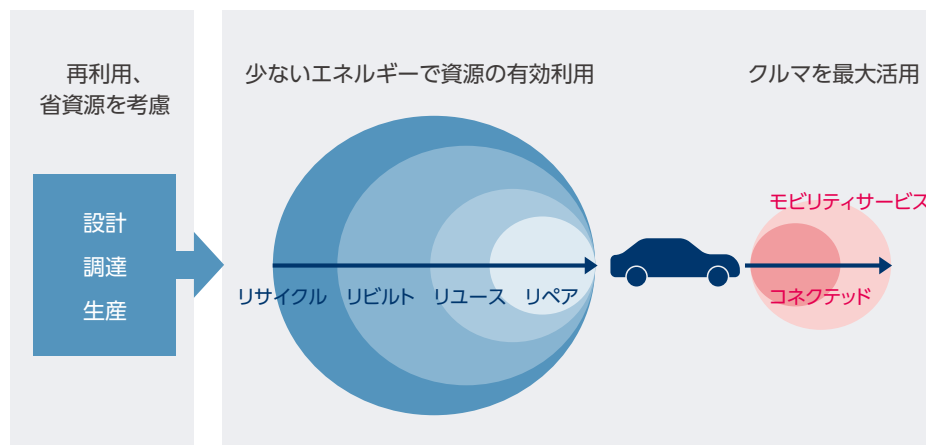 再利用、
省資源を考慮
設計
調達
生産
少ないエネルギーで資源の有効利用
リサイクル
リビルト
リユース
リペア
クルマを最大活用
モビリティサービス
コネクテッド